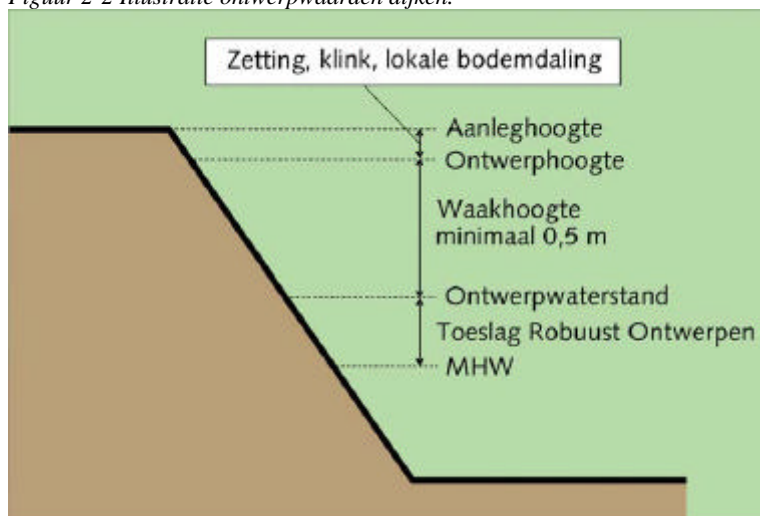 Figuur 2-2 Illustratie ontwerpwaarden dijken.
Zetting, klink, lokale bodemdaling
Aanleghoogte
Ontwerphoogte
Waakhoogte
minimaal 0,5 m
Ontwerpwaterstand
Toeslag Robuust Ontwerpen
MHW